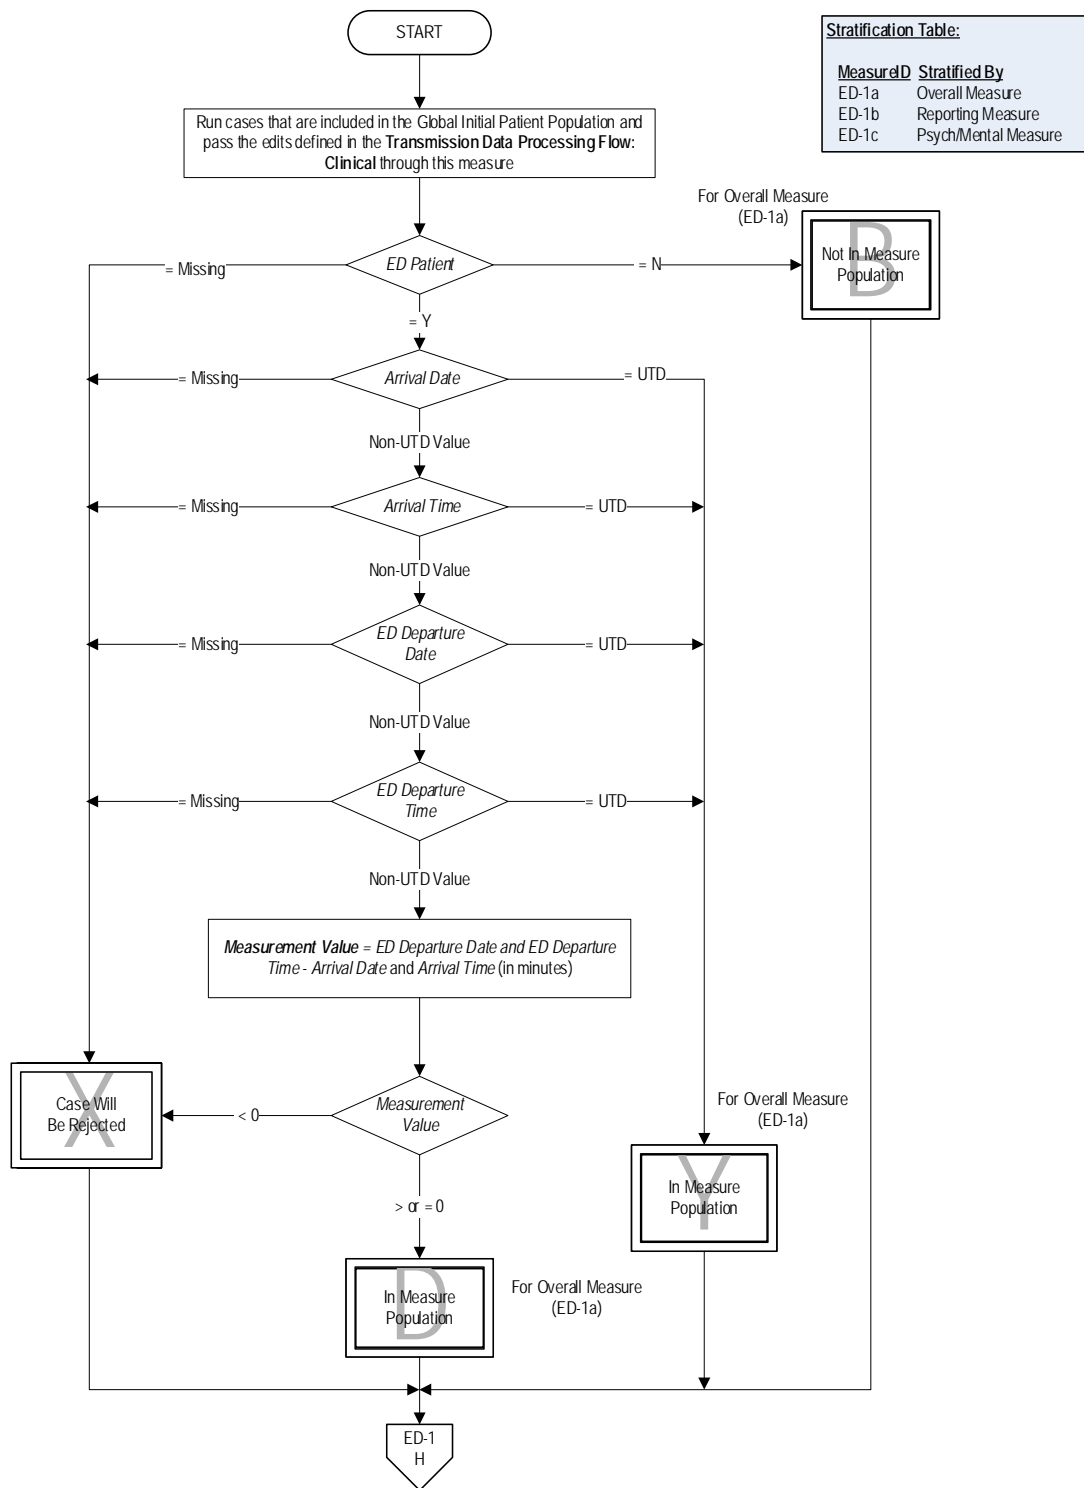 START
Stratification Table:
MeasureID Stratified By
ED-1a Overall Measure
ED-1b Reporting Measure
ED-1c Psych/Mental Measure
Run cases that are included in the Global Initial Patient Population and
pass the edits defined in the Transmission Data Processing Flow:
Clinical through this measure
For Overall Measure
(ED-1a)
B
Not In Measure
Population
= Missing
ED Patient
= N
= Y
= Missing
Arrival Date
= UTD
Non-UTD Value
= Missing
Arrival Time
= UTD
Non-UTD Value
= Missing
ED Departure
Date
= UTD
Non-UTD Value
= Missing
ED Departure
Time
= UTD
Non-UTD Value
Measurement Value = ED Departure Date and ED Departure
Time - Arrival Date and Arrival Time (in minutes)
X
Case Will
Be Rejected
< 0
Measurement
Value
For Overall Measure
(ED-1a)
Y
In Measure
Population
> or = 0
D
In Measure
Population
For Overall Measure
(ED-1a)
ED-1
H